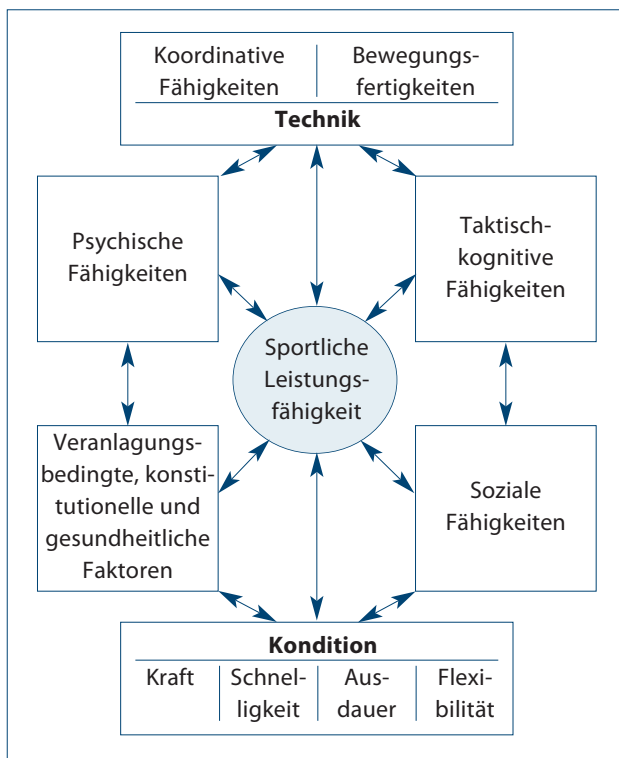 Koordinative
Fähigkeiten
Bewegungs-
fertigkeiten
Technik
Psychische
Fähigkeiten
Taktisch-
kognitive
Fähigkeiten
Sportliche
Leistungs-
fähigkeit
Veranlagungs-
bedingte, konsti-
tutionelle und
gesundheitliche
Faktoren
Soziale
Fähigkeiten
Kondition
Kraft
Schnel-
ligkeit
Aus-
dauer
Flexi-
bilität